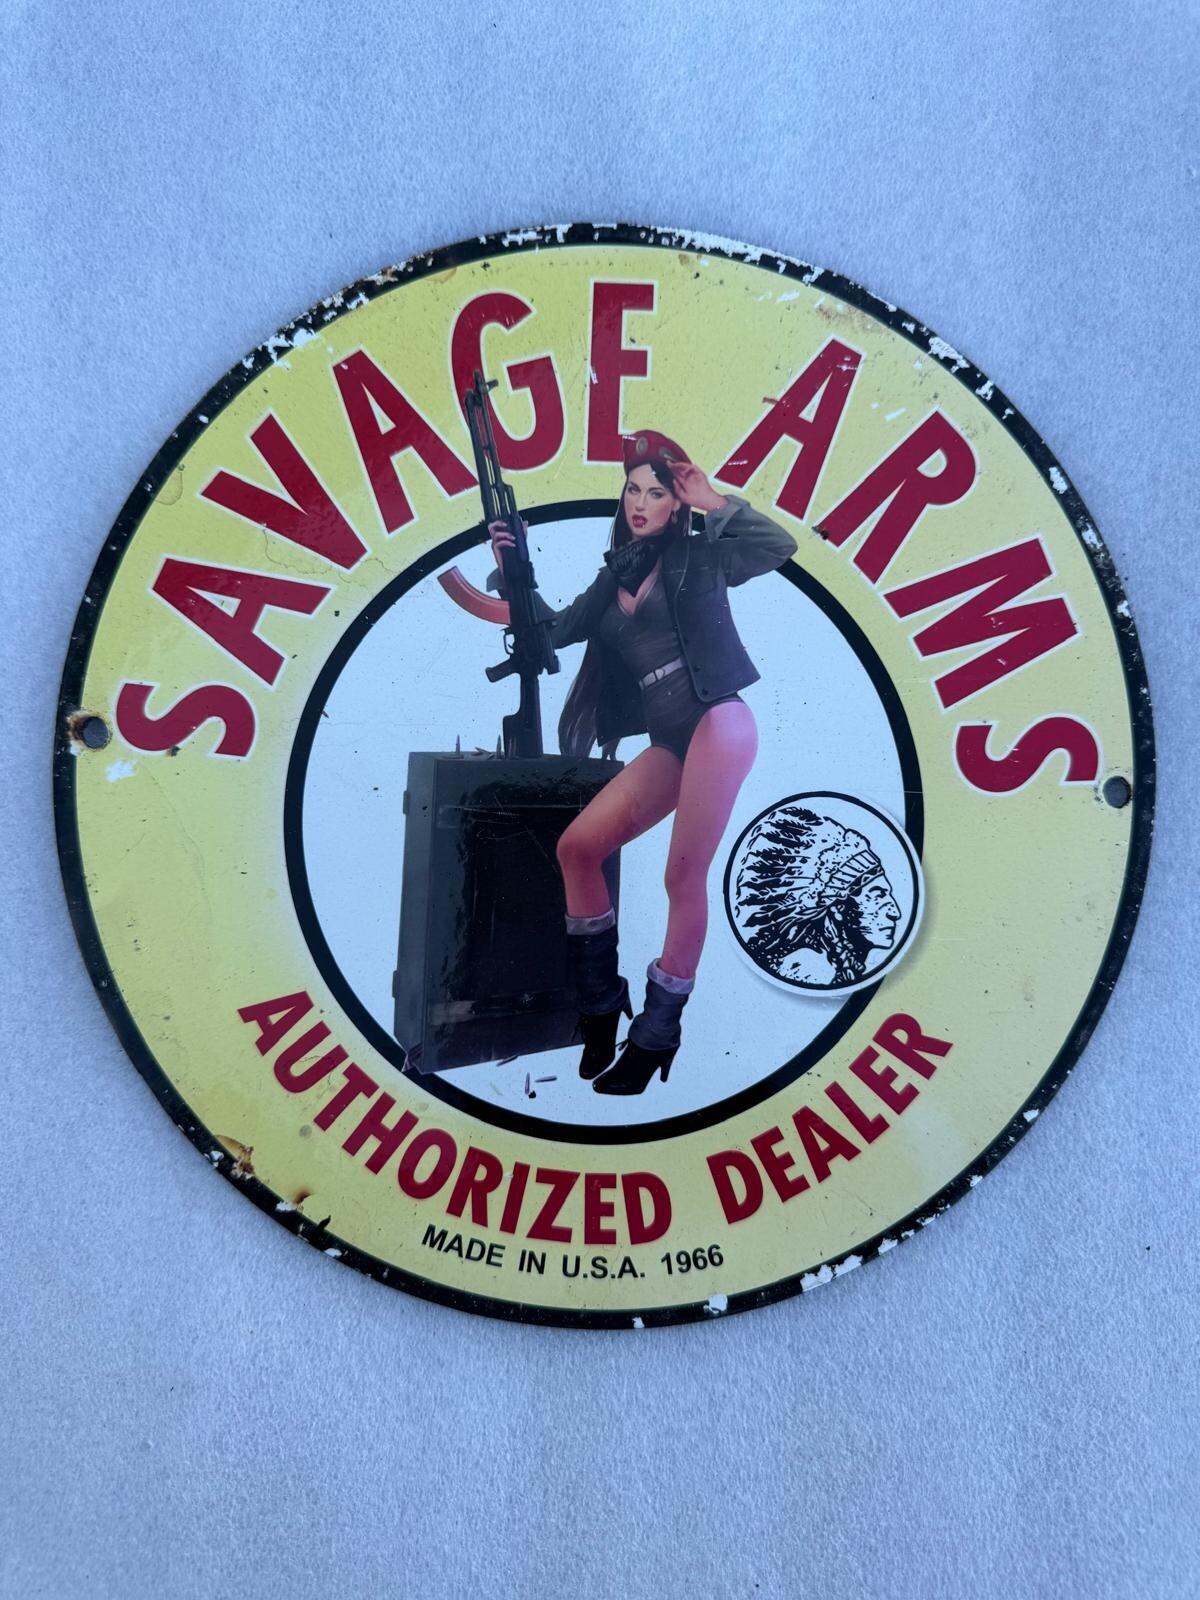 SAVAGE ARMS
AUTHORIZED DEALER
MADE IN U.S.A. 1966